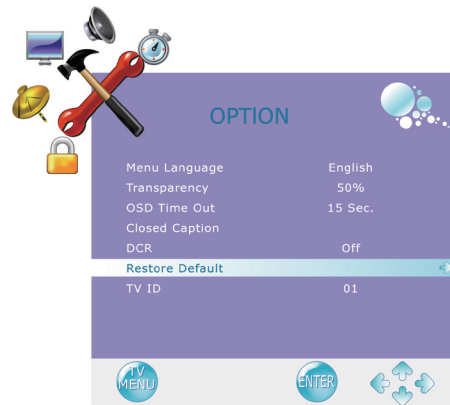 OPTION
Menu Language English
Transparency 50%
OSD Time Out 15 Sec.
Closed Caption
DCR Off
Restore Default
TV ID 01
TV
MENU ENTER